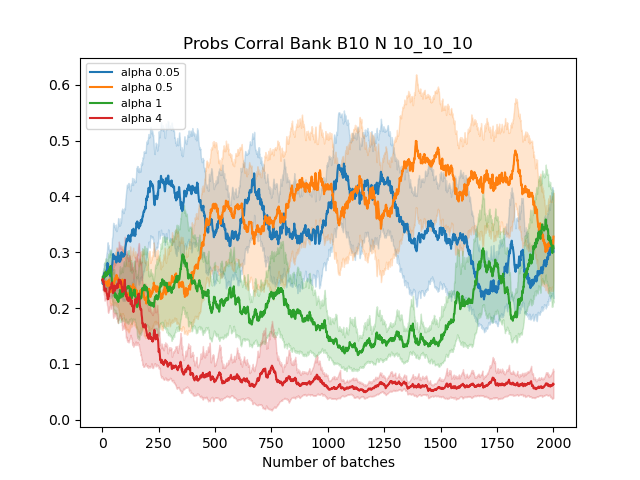 Probs Corral Bank B10 N 10_10_10
alpha 0.05
alpha 0.5
alpha 1
alpha 4
0.6
0.5
0.4
0.3
0.2
0.1
0.0
0 250 500 750 1000 1250 1500 1750 2000
Number of batches